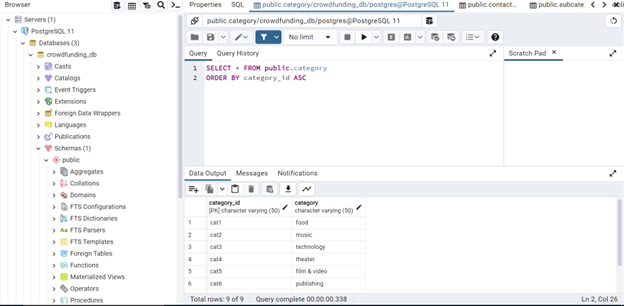 Browser
Properties
SQL
public.category/crowdfunding_db/postgres@PostgreSQL 11
public.contact...
public.subcate
Servers (1)
PostgreSQL 11
Databases (3)
crowdfunding_db
Casts
Catalogs
Event Triggers
Extensions
Foreign Data Wrappers
Languages
Publications
Schemas (1)
public
Aggregates
Collations
Domains
FTS Configurations
FTS Dictionaries
FTS Parsers
FTS Templates
Foreign Tables
Functions
Materialized Views
Operators
Procedures
public.category/crowdfunding_db/postgres@PostgreSQL 11
No limit
Query
Query History
Scratch Pad
1 SELECT * FROM public.category
2 ORDER BY category_id ASC
Data Output
Messages
Notifications
category_id
[PK] character varying (50)
category
character varying (50)
1 cat1 food
2 cat2 music
3 cat3 technology
4 cat4 theater
5 cat5 film & video
6 cat6 publishing
Total rows: 9 of 9
Query complete 00:00:00.338
Ln 2, Col 26